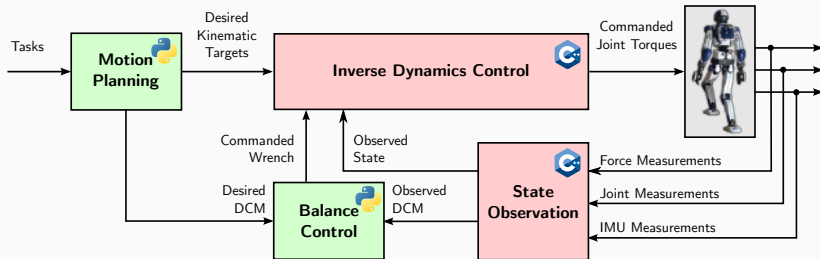 Tasks
Motion
Planning
Desired
Kinematic
Targets
Inverse Dynamics Control
C++
Commanded
Joint Torques
Commanded
Wrench
Observed
State
Desired
DCM
Balance
Control
Observed
DCM
State
Observation
C++
Force Measurements
Joint Measurements
IMU Measurements